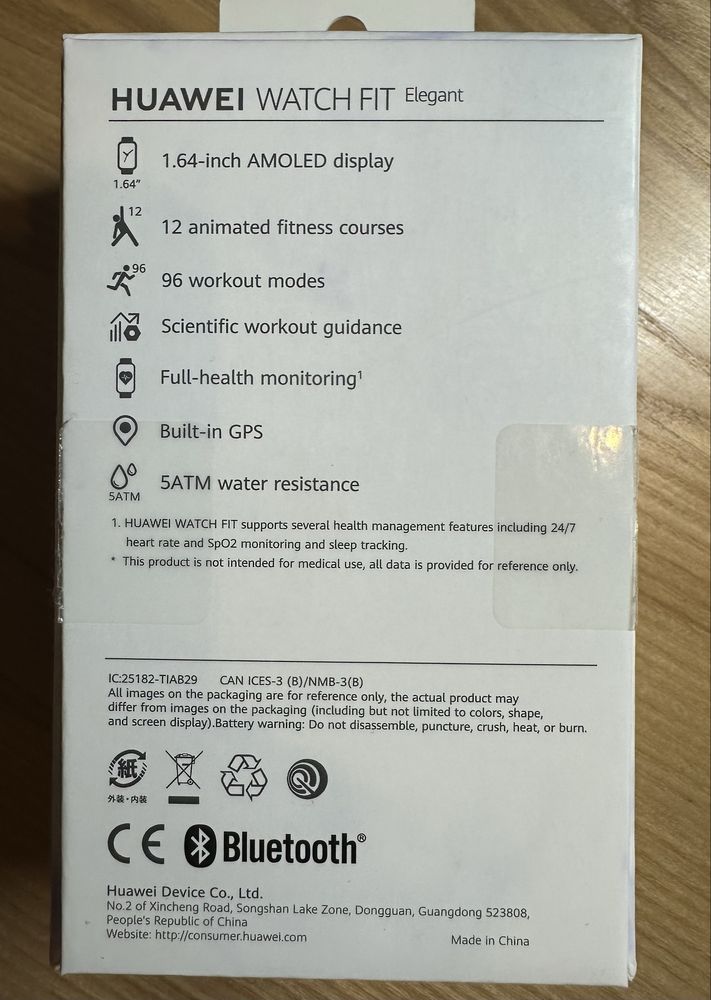 HUAWEI WATCH FIT Elegant
1.64-inch AMOLED display
1.64"
12
12 animated fitness courses
96
96 workout modes
Scientific workout guidance
Full-health monitoring¹
Built-in GPS
5ATM water resistance
5ATM
1. HUAWEI WATCH FIT supports several health management features including 24/7
heart rate and SpO2 monitoring and sleep tracking.
* This product is not intended for medical use, all data is provided for reference only.
IC:25182-TIAB29 CAN ICES-3 (B)/NMB-3(B)
All images on the packaging are for reference only, the actual product may
differ from images on the packaging (including but not limited to colors, shape,
and screen display).Battery warning: Do not disassemble, puncture, crush, heat, or burn.
紙
外装・内装
CE Bluetooth®
Huawei Device Co., Ltd.
No.2 of Xincheng Road, Songshan Lake Zone, Dongguan, Guangdong 523808,
People's Republic of China
Website: http://consumer.huawei.com Made in China